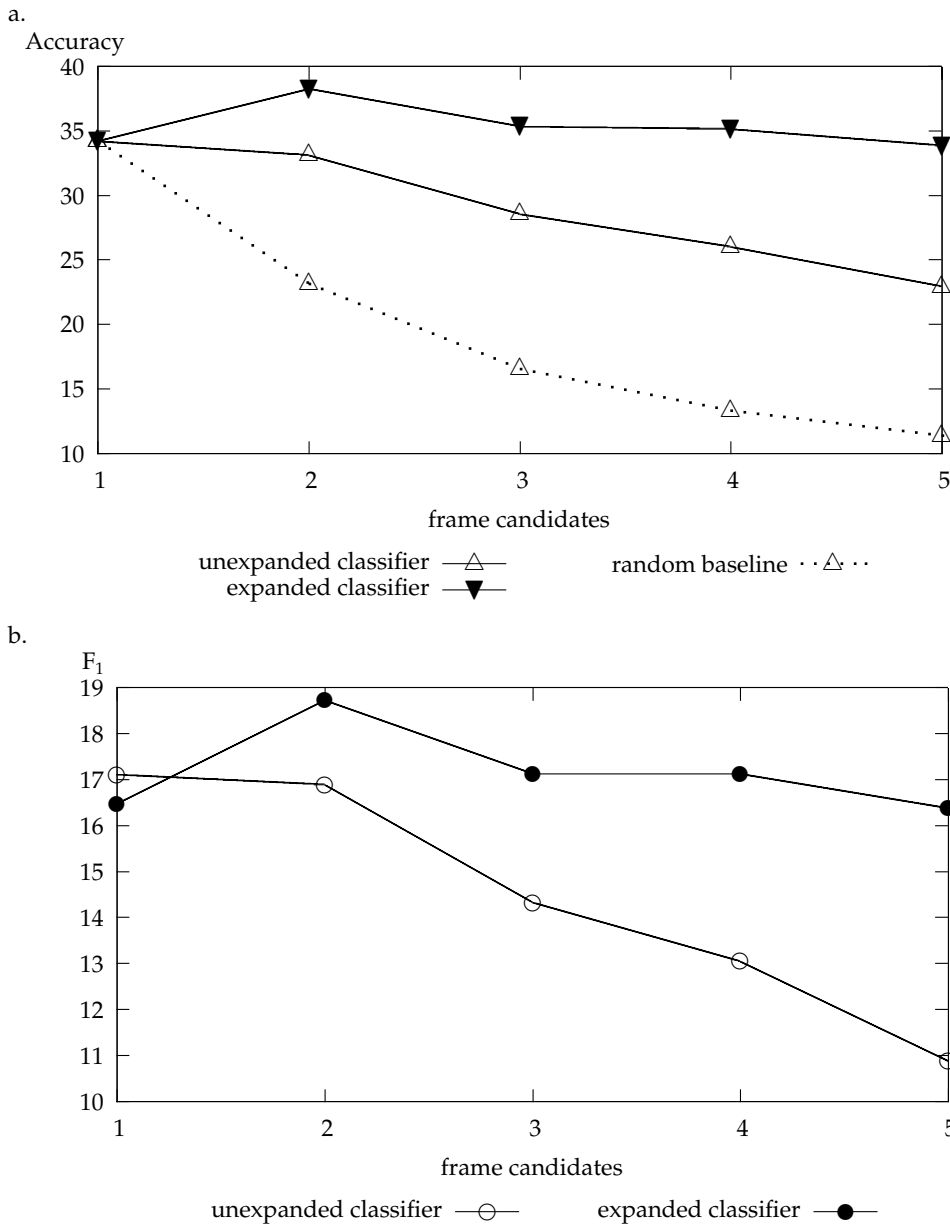 a.
Accuracy
40
35
30
25
20
15
10
1 2 3 4 5
frame candidates
unexpanded classifier random baseline
expanded classifier
b.
F1
19
18
17
16
15
14
13
12
11
10
1 2 3 4 5
frame candidates
unexpanded classifier expanded classifier